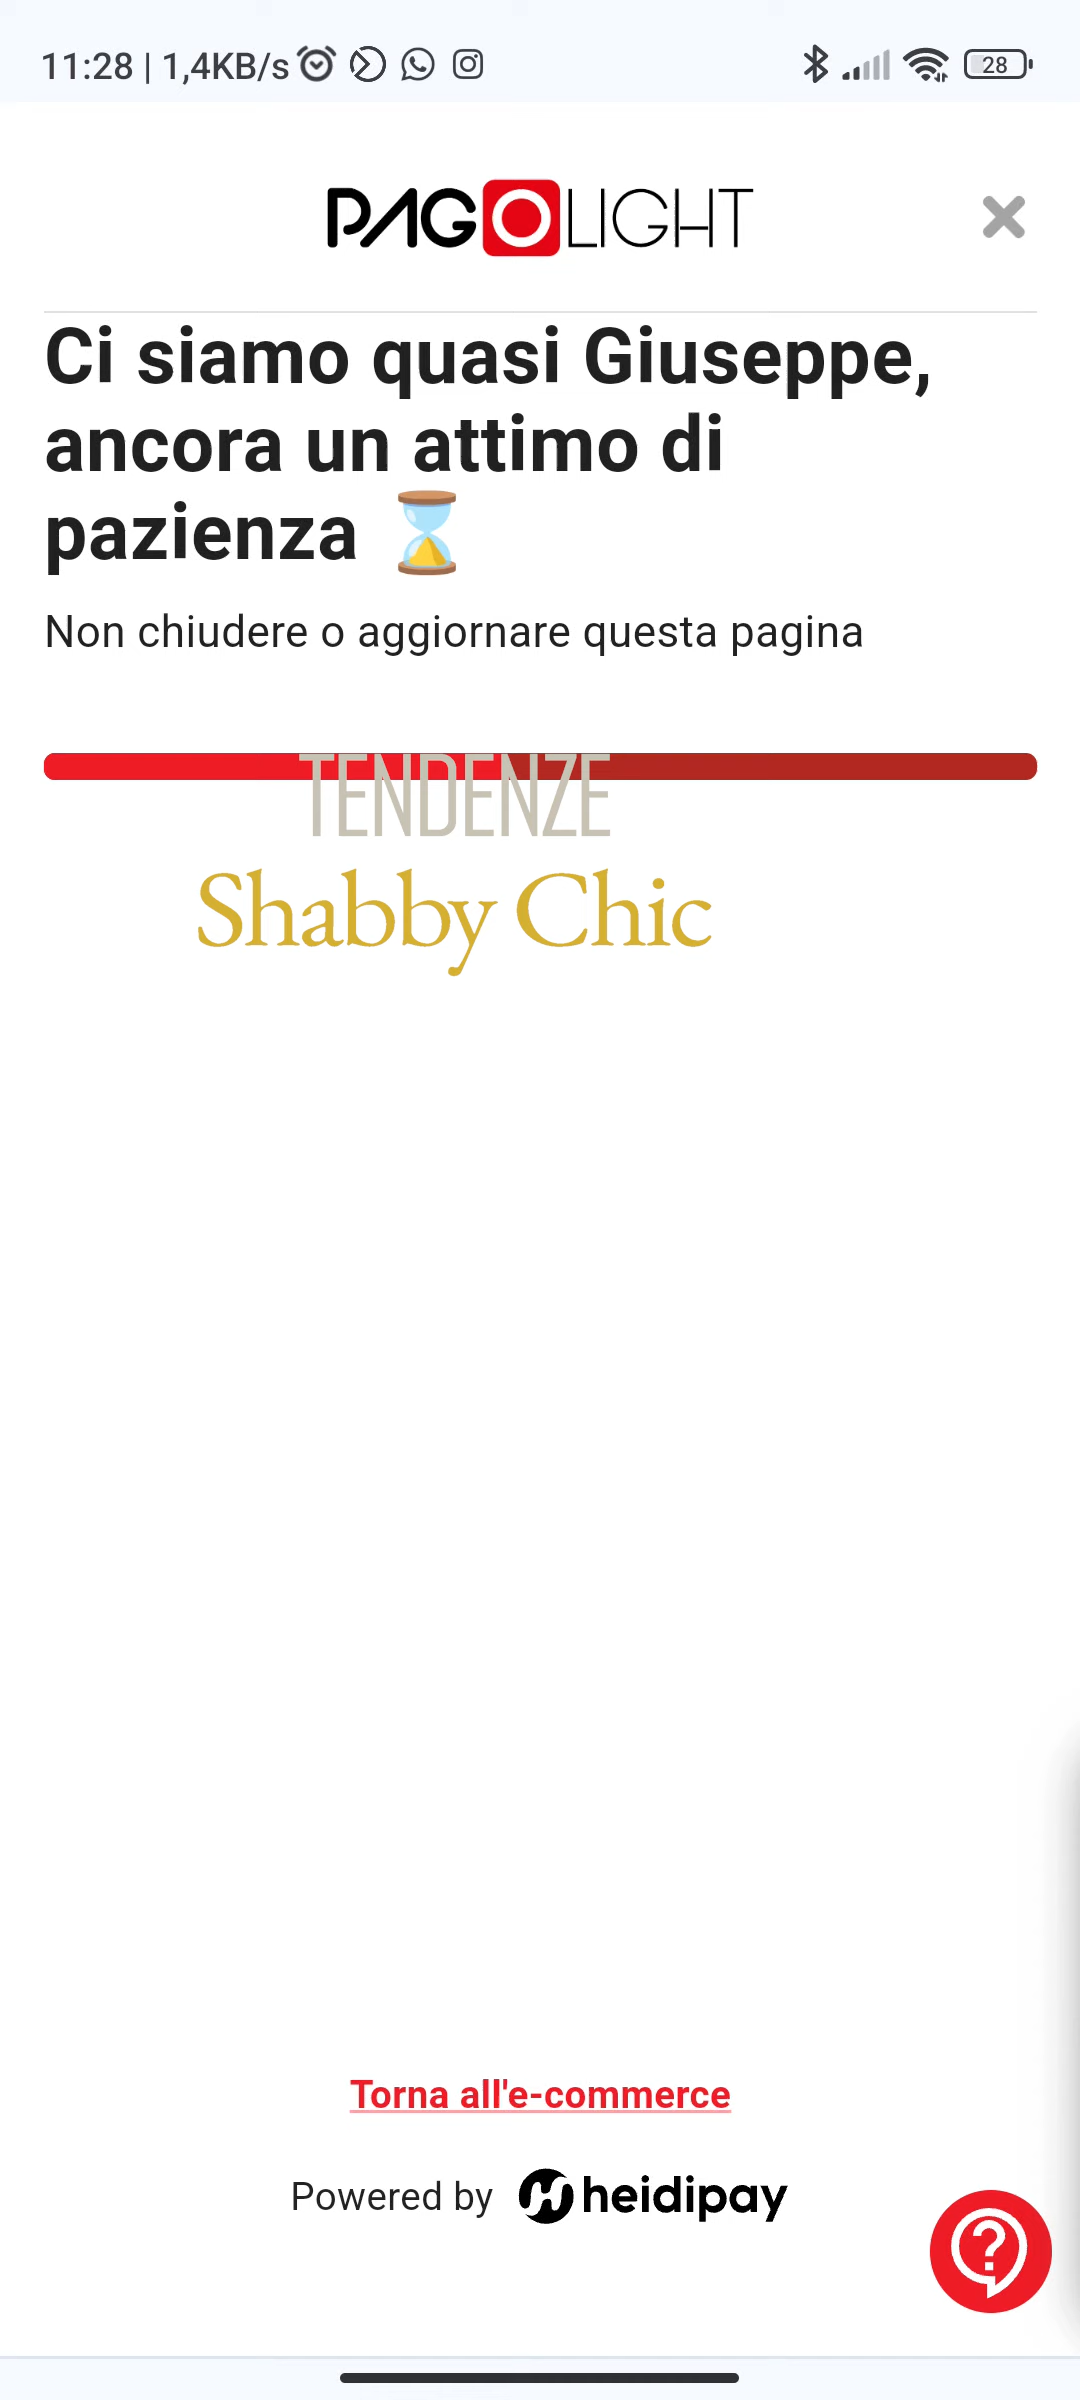 11:28 | 1,4KB/s
28
PAGOLIGHT
Ci siamo quasi Giuseppe,
ancora un attimo di
pazienza ⌛
Non chiudere o aggiornare questa pagina
TENDENZE
Shabby Chic
Torna all'e-commerce
Powered by heidipay